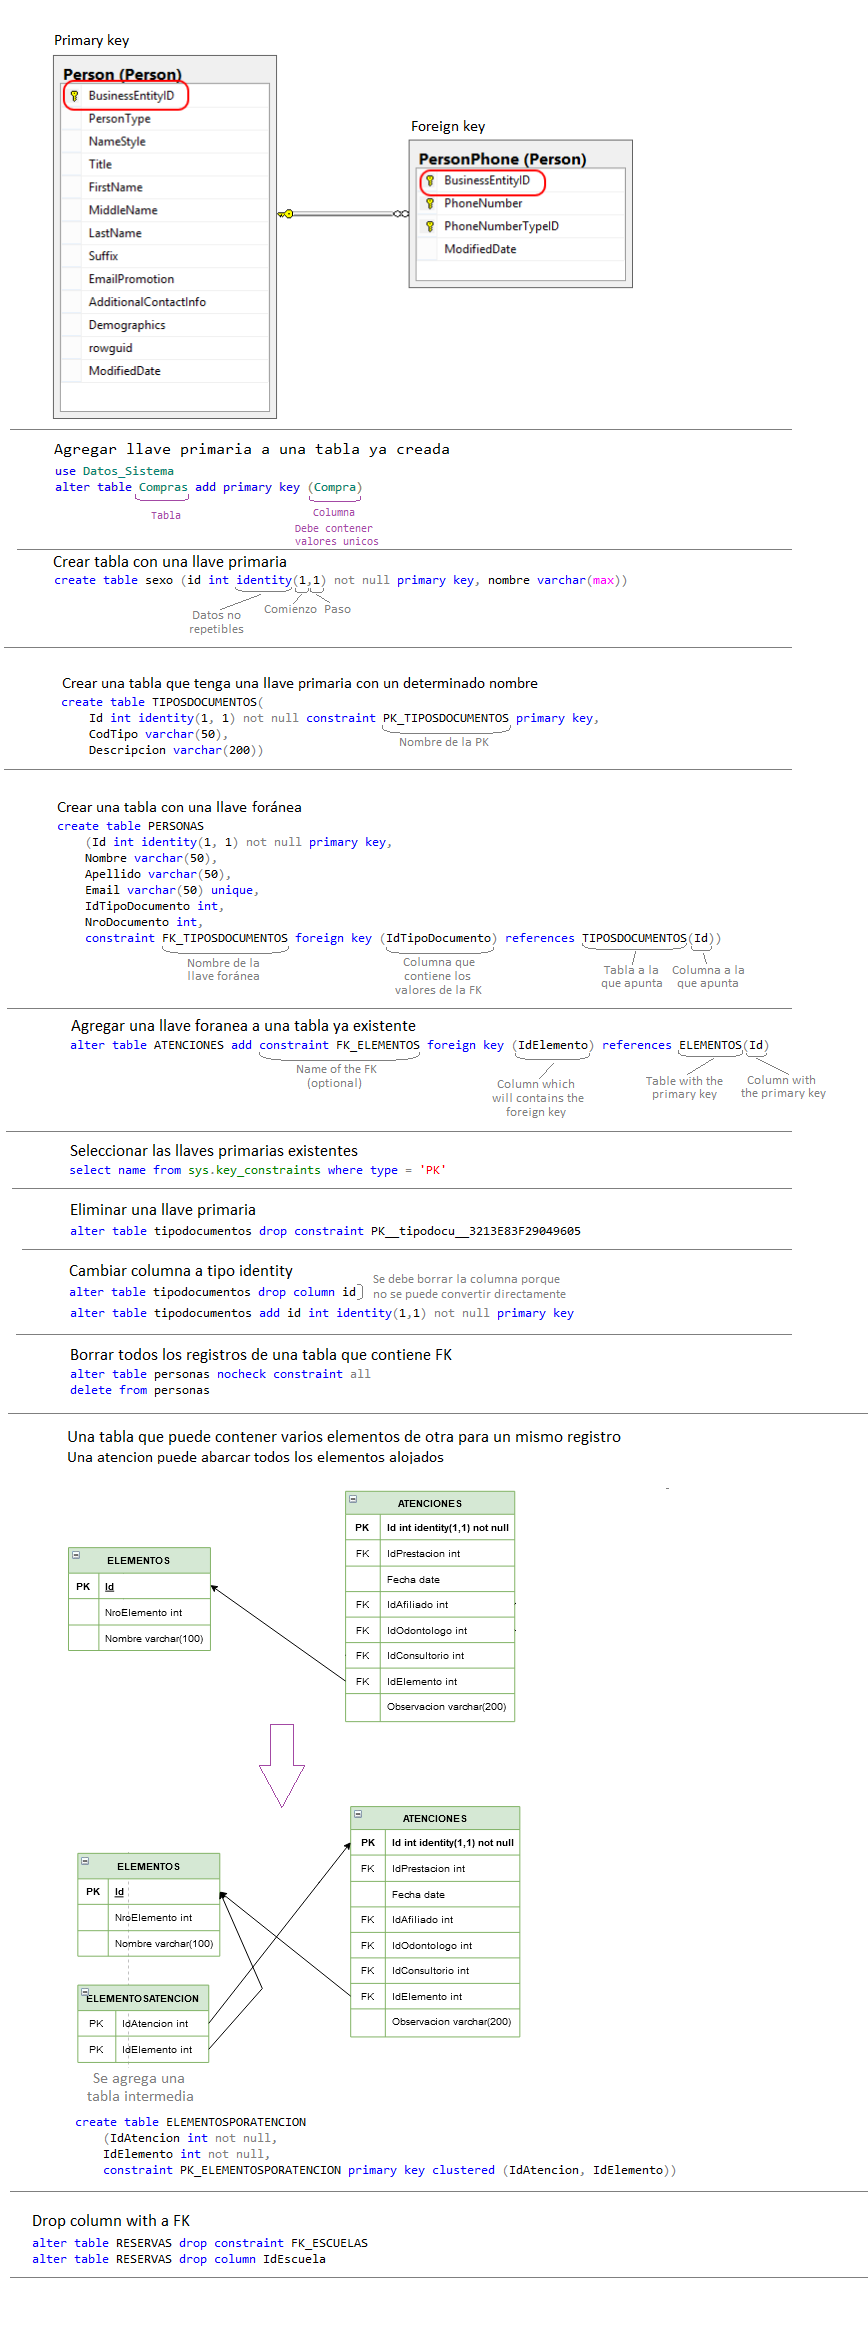 Primary key
Person (Person)
BusinessEntityID
PersonType
NameStyle
Title
FirstName
MiddleName
LastName
Suffix
EmailPromotion
AdditionalContactInfo
Demographics
rowguid
ModifiedDate
Foreign key
PersonPhone (Person)
BusinessEntityID
PhoneNumber
PhoneNumberTypeID
ModifiedDate
Agregar llave primaria a una tabla ya creada
use Datos_Sistema
alter table Compras add primary key (Compra)
Tabla
Columna
Debe contener
valores unicos
Crear tabla con una llave primaria
create table sexo (id int identity(1,1) not null primary key, nombre varchar(max))
Datos no
repetibles
Comienzo
Paso
Crear una tabla que tenga una llave primaria con un determinado nombre
create table TIPOSDOCUMENTOS(
Id int identity(1, 1) not null constraint PK_TIPOSDOCUMENTOS primary key,
CodTipo varchar(50),
Descripcion varchar(200))
Nombre de la PK
Crear una tabla con una llave foránea
create table PERSONAS
(Id int identity(1, 1) not null primary key,
Nombre varchar(50),
Apellido varchar(50),
Email varchar(50) unique,
IdTipoDocumento int,
NroDocumento int,
constraint FK_TIPOSDOCUMENTOS foreign key (IdTipoDocumento) references TIPOSDOCUMENTOS(Id))
Nombre de la
llave foránea
Columna que
contiene los
valores de la FK
Tabla a la
que apunta
Columna a la
que apunta
Agregar una llave foranea a una tabla ya existente
alter table ATENCIONES add constraint FK_ELEMENTOS foreign key (IdElemento) references ELEMENTOS(Id)
Name of the FK
(optional)
Column which
will contains the
foreign key
Table with the
primary key
Column with
the primary key
Seleccionar las llaves primarias existentes
select name from sys.key_constraints where type = 'PK'
Eliminar una llave primaria
alter table tipodocumentos drop constraint PK__tipodocu__3213E83F29049605
Cambiar columna a tipo identity
alter table tipodocumentos drop column id
Se debe borrar la columna porque
no se puede convertir directamente
alter table tipodocumentos add id int identity(1,1) not null primary key
Borrar todos los registros de una tabla que contiene FK
alter table personas nocheck constraint all
delete from personas
Una tabla que puede contener varios elementos de otra para un mismo registro
Una atencion puede abarcar todos los elementos alojados
ELEMENTOS
PK Id
NroElemento int
Nombre varchar(100)
ATENCIONES
PK Id int identity(1,1) not null
FK IdPrestacion int
Fecha date
FK IdAfiliado int
FK IdOdontologo int
FK IdConsultorio int
FK IdElemento int
Observacion varchar(200)
ELEMENTOS
PK Id
NroElemento int
Nombre varchar(100)
ATENCIONES
PK Id int identity(1,1) not null
FK IdPrestacion int
Fecha date
FK IdAfiliado int
FK IdOdontologo int
FK IdConsultorio int
FK IdElemento int
Observacion varchar(200)
ELEMENTOSATENCION
PK IdAtencion int
PK IdElemento int
Se agrega una
tabla intermedia
create table ELEMENTOSPORATENCION
(IdAtencion int not null,
IdElemento int not null,
constraint PK_ELEMENTOSPORATENCION primary key clustered (IdAtencion, IdElemento))
Drop column with a FK
alter table RESERVAS drop constraint FK_ESCUELAS
alter table RESERVAS drop column IdEscuela